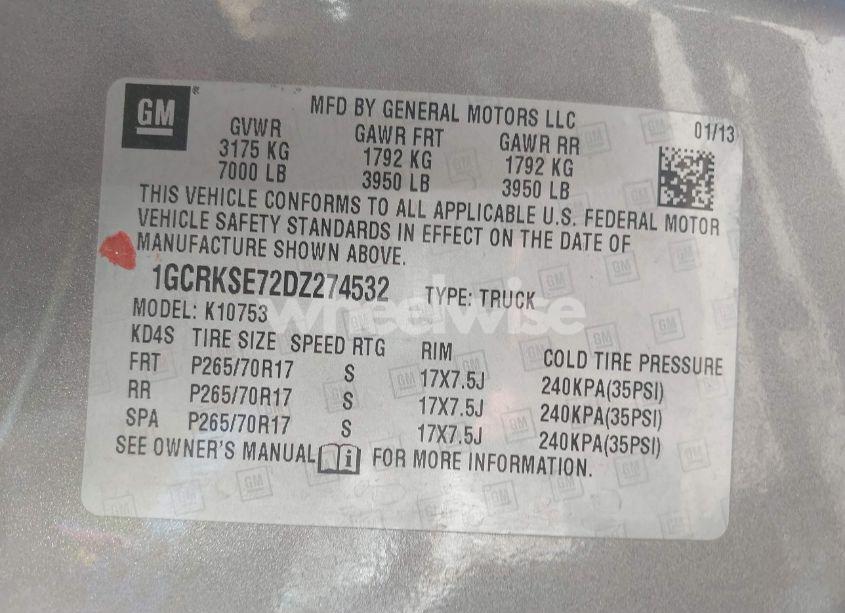 GM
MFD BY GENERAL MOTORS LLC
01/13
GVWR GAWR FRT GAWR RR
3175 KG 1792 KG 1792 KG
7000 LB 3950 LB 3950 LB
THIS VEHICLE CONFORMS TO ALL APPLICABLE U.S. FEDERAL MOTOR
VEHICLE SAFETY STANDARDS IN EFFECT ON THE DATE OF
MANUFACTURE SHOWN ABOVE.
1GCRKSE72DZ274532 TYPE: TRUCK
wheelwise
MODEL: K10753
KD4S TIRE SIZE SPEED RTG RIM COLD TIRE PRESSURE
FRT P265/70R17 S 17X7.5J 240KPA(35PSI)
RR P265/70R17 S 17X7.5J 240KPA(35PSI)
SPA P265/70R17 S 17X7.5J 240KPA(35PSI)
SEE OWNER'S MANUAL i FOR MORE INFORMATION.